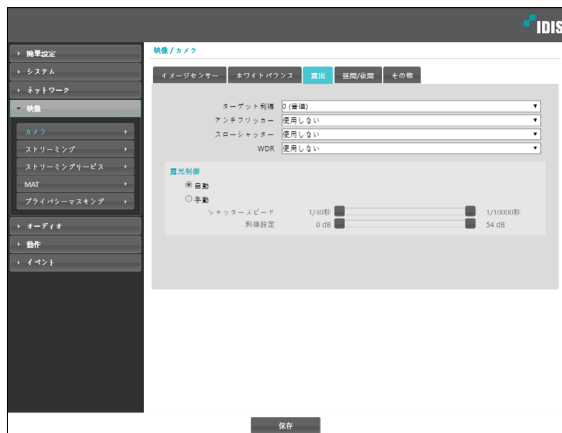 IDIS
簡単設定
システム
ネットワーク
映像
カメラ
ストリーミング
ストリーミングサービス
MAT
プライバシーマスキング
オーディオ
動作
イベント
映像 / カメラ
イメージセンサー ホワイトバランス 露出 昼間/夜間 その他
ターゲット利得 0 (普通)
アンチフリッカー 使用しない
スローシャッター 使用しない
WDR 使用しない
露光制御
自動
手動
シャッタースピード 1/30秒 1/10000秒
利得設定 0 dB 54 dB
保存